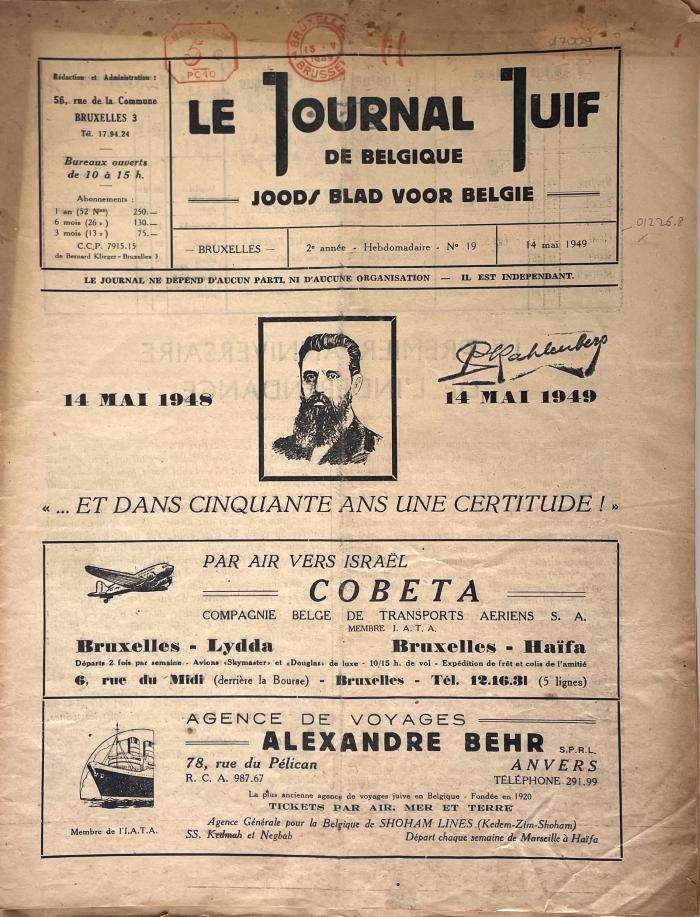 17009
BRUXELLES
15 - V
1949
BRUSSEL
PO10
Rédaction et Administration :
56, rue de la Commune
BRUXELLES 3
Tél. 17.94.24
Bureaux ouverts
de 10 à 15 h.
Abonnements :
1 an (52 Nos) 250.—
6 mois (26 » ) 130.—
3 mois (13 » ) 75.—
C.C.P. 7915.15
de Bernard Klieger - Bruxelles 3
LE JOURNAL JUIF
DE BELGIQUE
JOODS BLAD VOOR BELGIE
01226.8
— BRUXELLES —
2e année - Hebdomadaire - No 19
14 mai 1949
LE JOURNAL NE DEPEND D'AUCUN PARTI, NI D'AUCUNE ORGANISATION — IL EST INDEPENDANT.
14 MAI 1948
14 MAI 1949
« ... ET DANS CINQUANTE ANS UNE CERTITUDE ! »
PAR AIR VERS ISRAËL
COBETA
COMPAGNIE BELGE DE TRANSPORTS AERIENS S. A.
MEMBRE I. A. T. A.
Bruxelles - Lydda Bruxelles - Haïfa
Départs 2 fois par semaine - Avions «Skymaster» et «Douglas» de luxe - 10/15 h. de vol - Expédition de frêt et colis de l'amitié
6, rue du Midi (derrière la Bourse) - Bruxelles - Tél. 12.16.31 (5 lignes)
AGENCE DE VOYAGES
ALEXANDRE BEHR S.P.R.L.
78, rue du Pélican ANVERS
R. C. A. 987.67 TÉLÉPHONE 291.99
La plus ancienne agence de voyages juive en Belgique - Fondée en 1920
TICKETS PAR AIR, MER ET TERRE
Agence Générale pour la Belgique de SHOHAM LINES (Kedem-Zim-Shoham)
SS. Kedmah et Negbah Départ chaque semaine de Marseille à Haïfa
Membre de l'I.A.T.A.